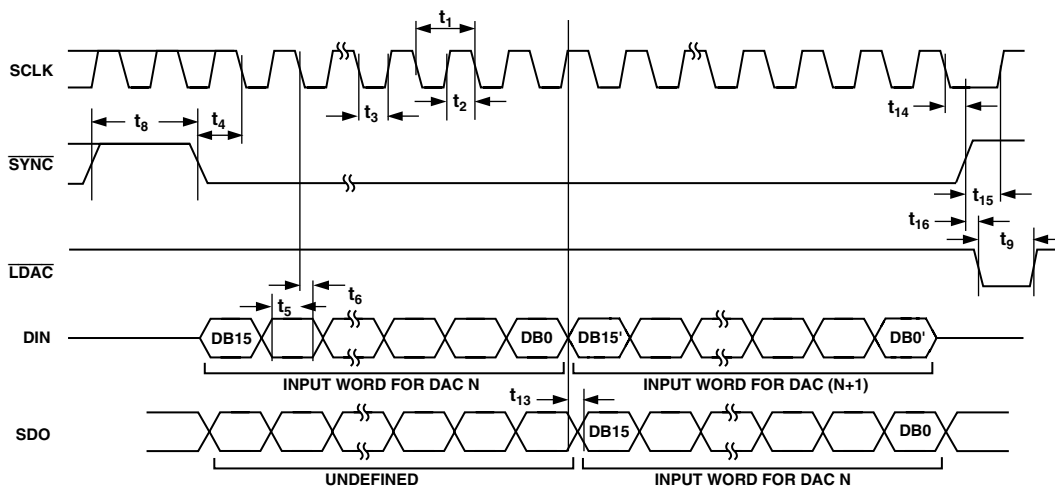 t1
SCLK
t3
t2
t14
t8
t4
SYNC
t15
t16
t9
LDAC
t5
t6
DIN
DB15
DB0
DB15'
DB0'
INPUT WORD FOR DAC N
INPUT WORD FOR DAC (N+1)
t13
SDO
DB15
DB0
UNDEFINED
INPUT WORD FOR DAC N